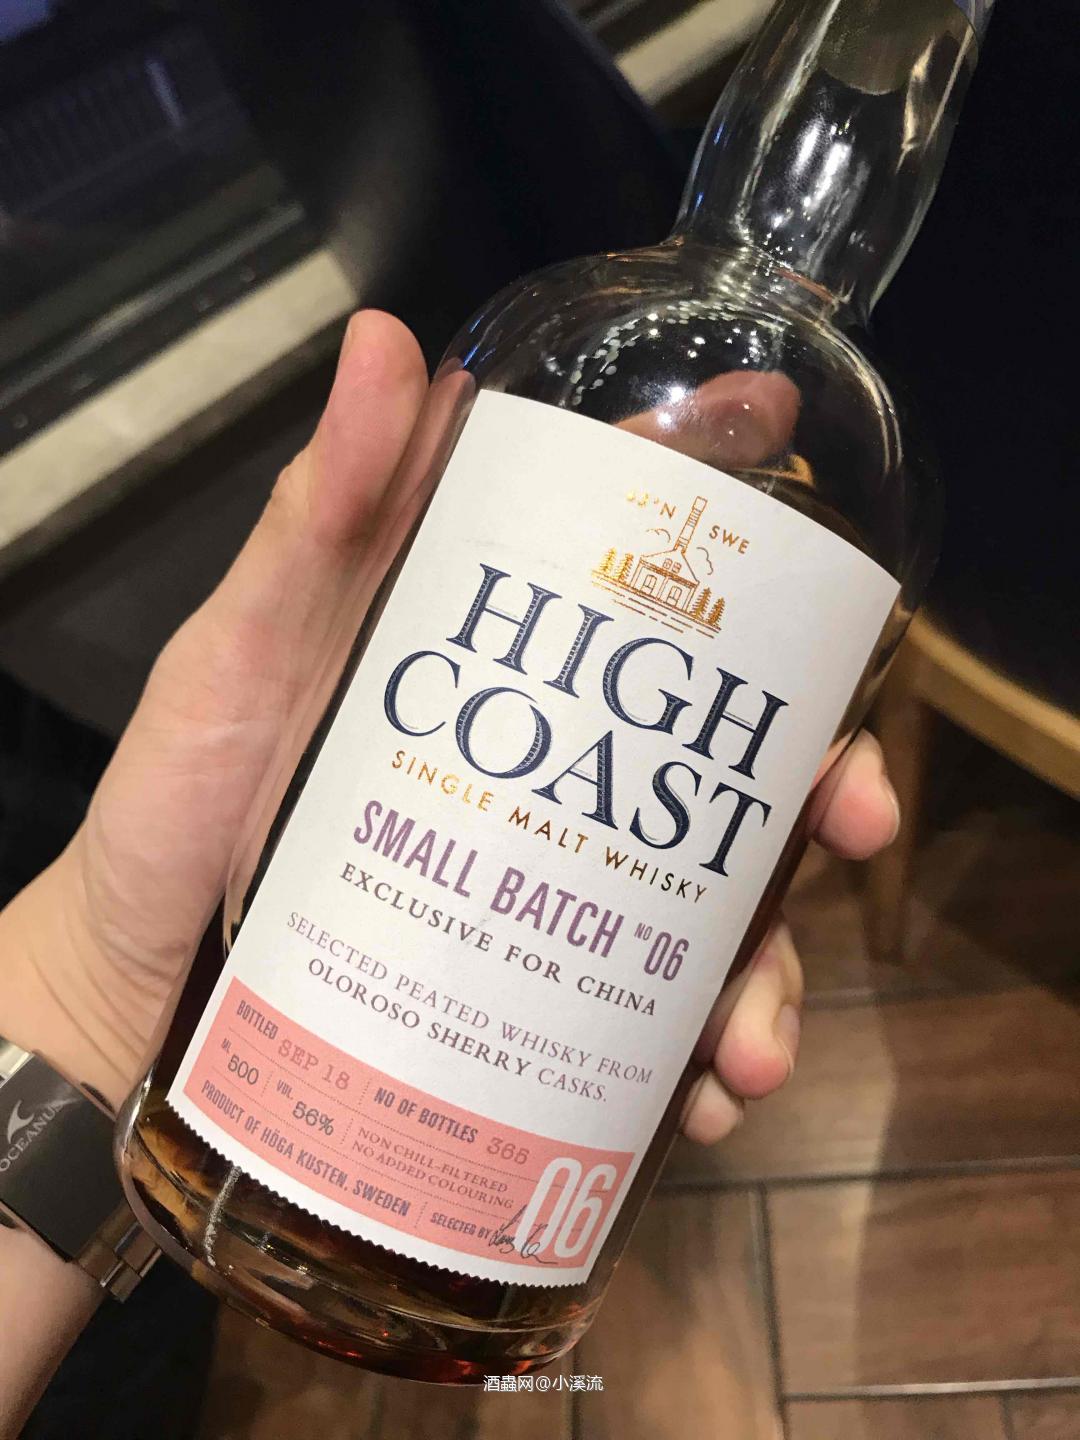 63°N SWE
HIGH
COAST
SINGLE MALT WHISKY
SMALL BATCH NO 06
EXCLUSIVE FOR CHINA
SELECTED PEATED WHISKY FROM
OLOROSO SHERRY CASKS.
BOTTLED SEP 18 NO OF BOTTLES 365
ML 500 VOL 56% NON CHILL-FILTERED
NO ADDED COLOURING
PRODUCT OF HÖGA KUSTEN, SWEDEN SELECTED BY
06
OCEANUS
酒蟲网@小溪流